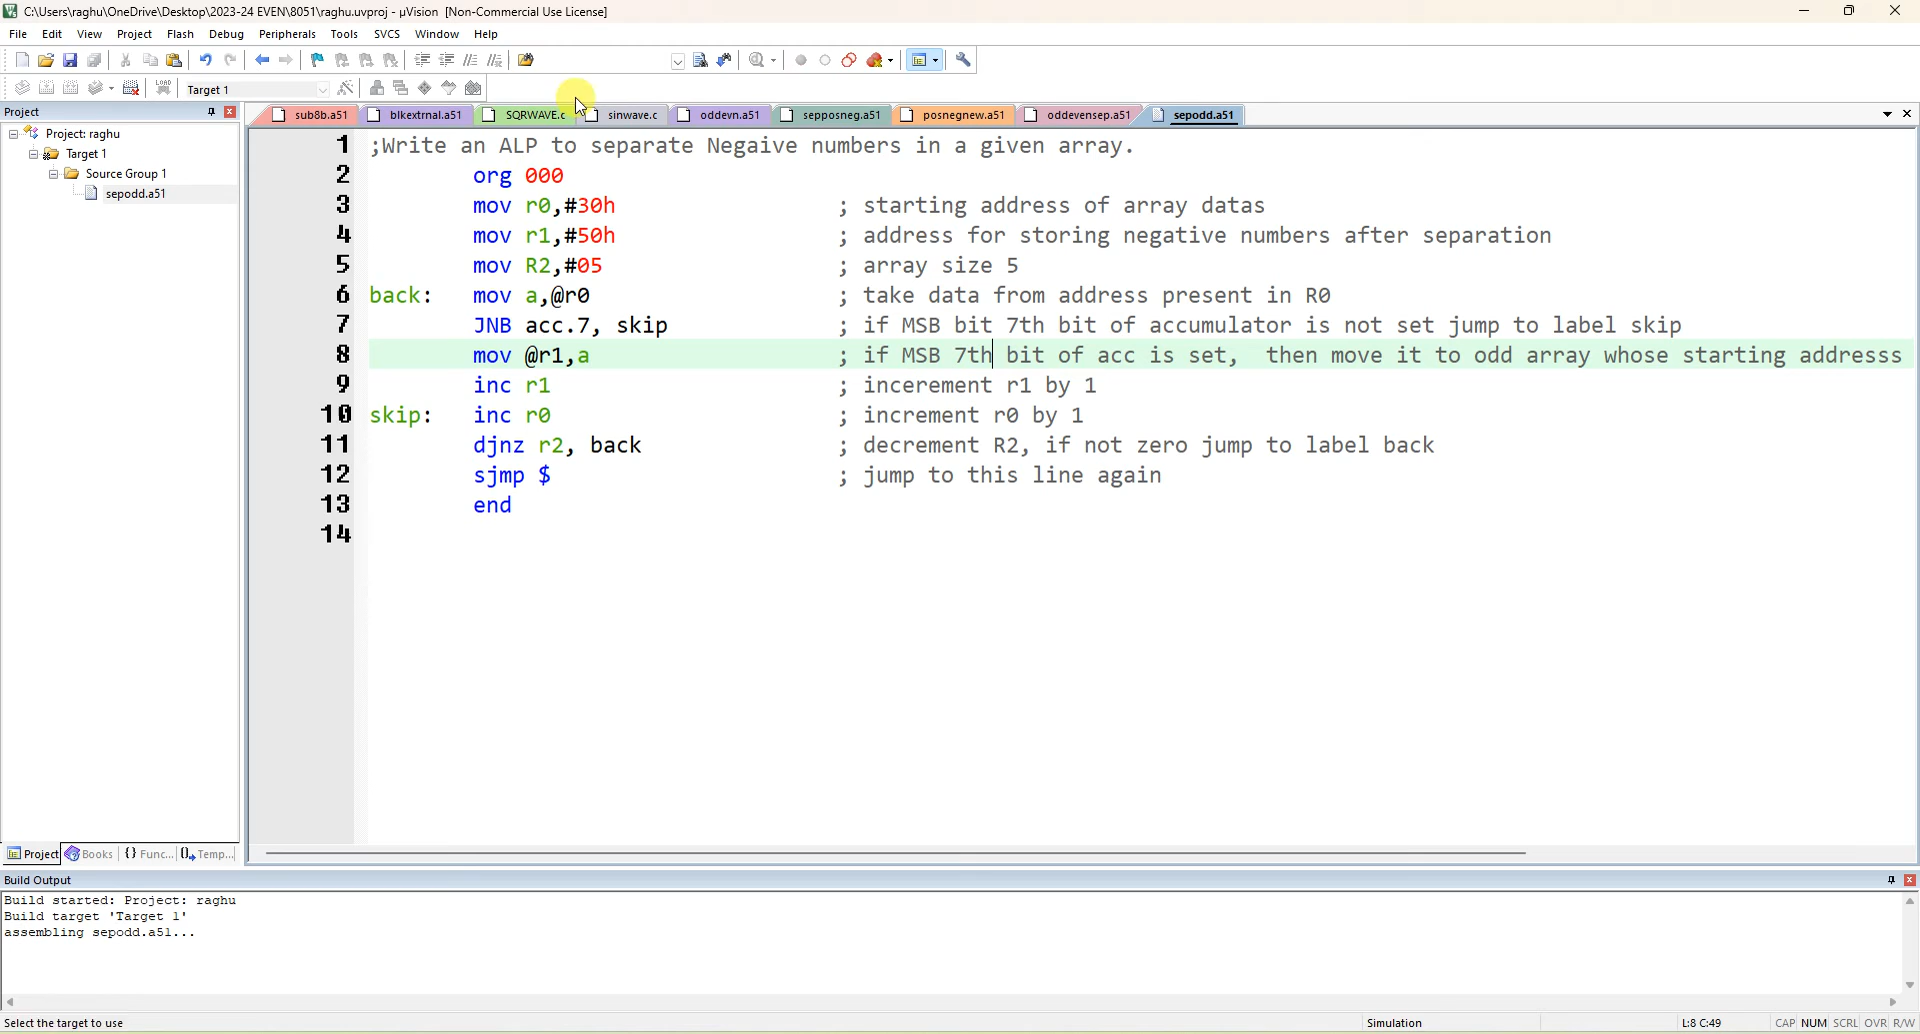 C:\Users\raghu\OneDrive\Desktop\2023-24 EVEN\8051\raghu.uvproj - µVision [Non-Commercial Use License]
File Edit View Project Flash Debug Peripherals Tools SVCS Window Help
LOAD Target 1
Project
sub8b.a51 blkextrnal.a51 SQRWAVE.c sinwave.c oddevn.a51 sepposneg.a51 posnegnew.a51 oddevensep.a51 sepodd.a51
Project: raghu
Target 1
Source Group 1
sepodd.a51
1 ;Write an ALP to separate Negaive numbers in a given array.
2 org 000
3 mov r0,#30h ; starting address of array datas
4 mov r1,#50h ; address for storing negative numbers after separation
5 mov R2,#05 ; array size 5
6 back: mov a,@r0 ; take data from address present in R0
7 JNB acc.7, skip ; if MSB bit 7th bit of accumulator is not set jump to label skip
8 mov @r1,a ; if MSB 7th bit of acc is set, then move it to odd array whose starting addresss
9 inc r1 ; incerement r1 by 1
10 skip: inc r0 ; increment r0 by 1
11 djnz r2, back ; decrement R2, if not zero jump to label back
12 sjmp $ ; jump to this line again
13 end
14
Project Books {} Func... Temp...
Build Output
Build started: Project: raghu
Build target 'Target 1'
assembling sepodd.a51...
Select the target to use Simulation L:8 C:49 CAP NUM SCRL OVR R/W